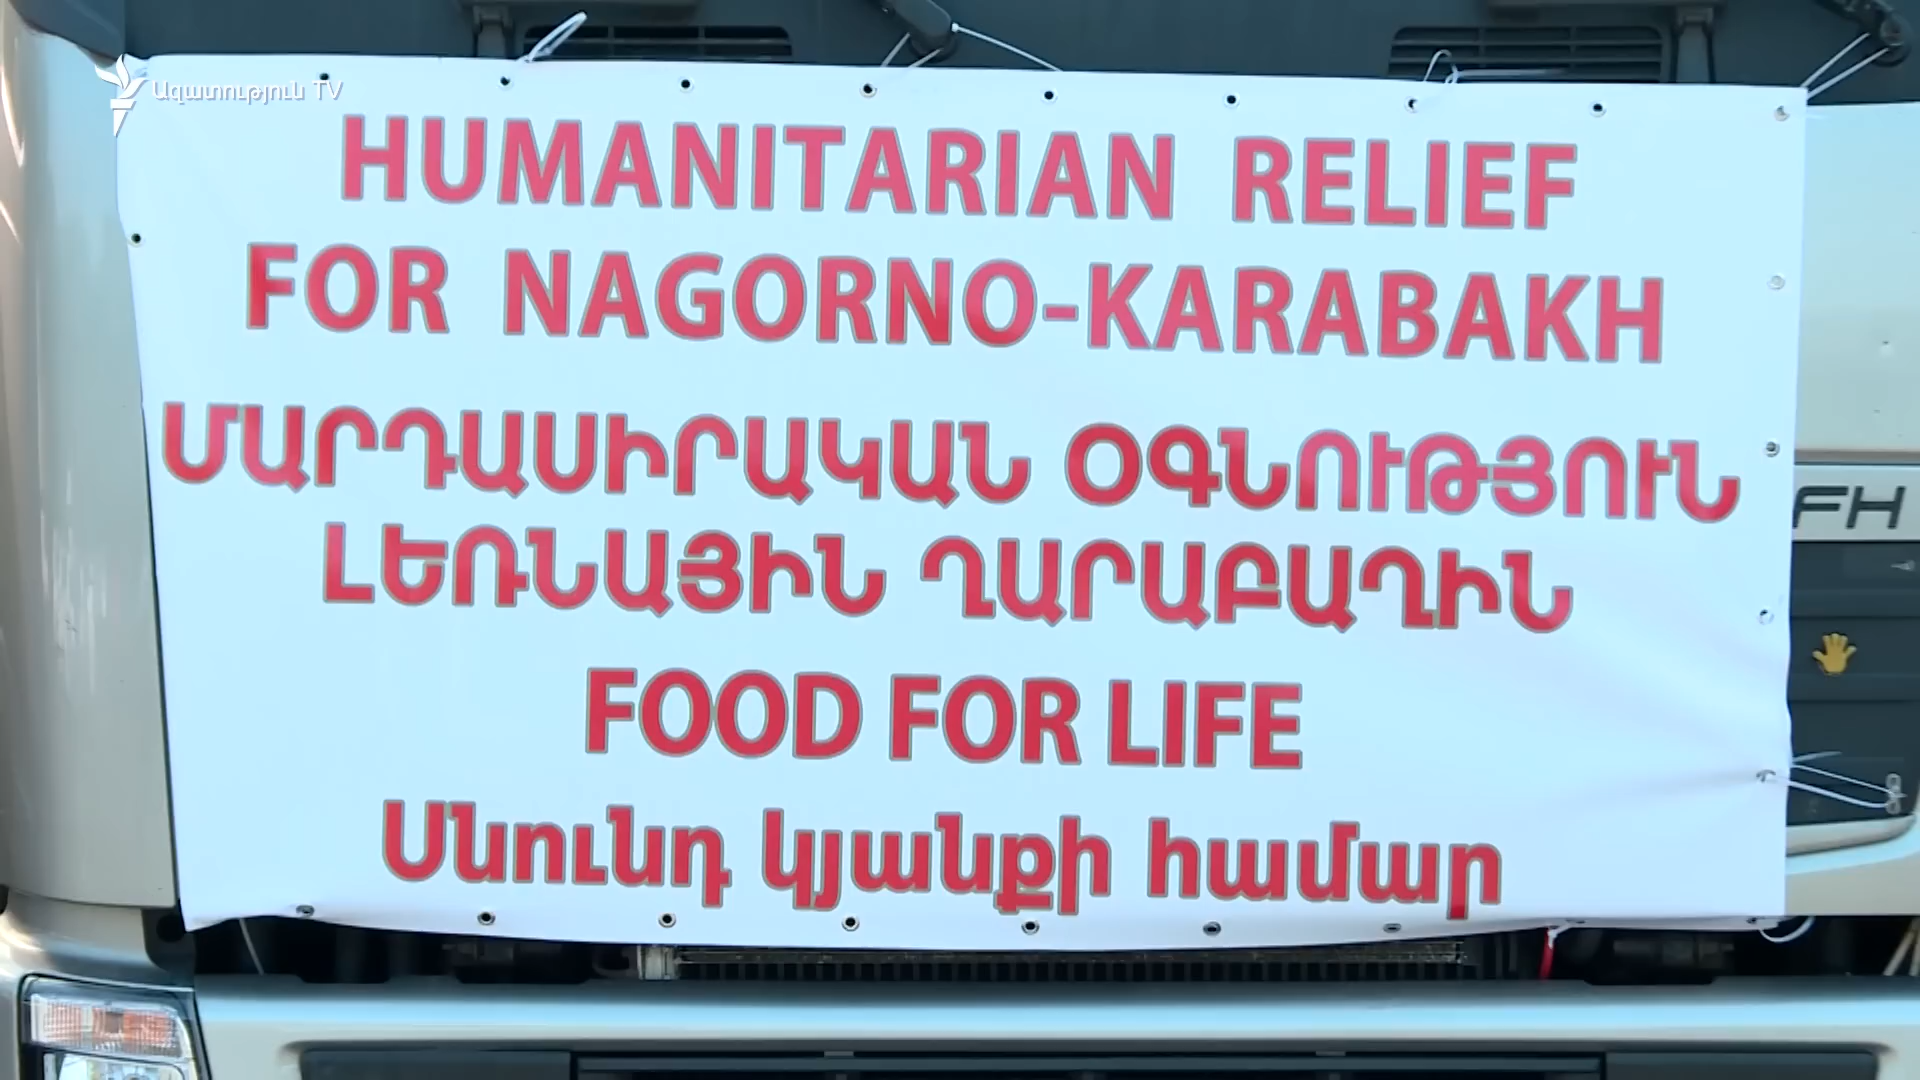 Ազատություն TV
HUMANITARIAN RELIEF
FOR NAGORNO-KARABAKH
ՄԱՐԴԱՍԻՐԱԿԱՆ ՕԳՆՈՒԹՅՈՒՆ
ԼԵՌՆԱՅԻՆ ՂԱՐԱԲԱՂԻՆ
FH
FOOD FOR LIFE
Սնունդ կյանքի համար